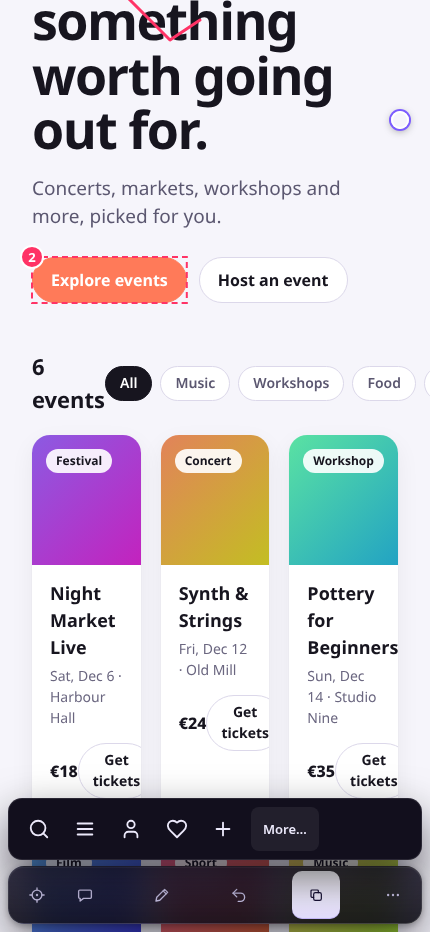 something
worth going
out for.
Concerts, markets, workshops and
more, picked for you.
2
Explore events
Host an event
6
events
All
Music
Workshops
Food
Festival
Concert
Workshop
Night
Market
Live
Sat, Dec 6 ·
Harbour
Hall
€18
Get
tickets
Synth &
Strings
Fri, Dec 12
· Old Mill
€24
Get
tickets
Pottery
for
Beginners
Sun, Dec
14 · Studio
Nine
€35
Get
tickets
More...
Film
Sport
Music